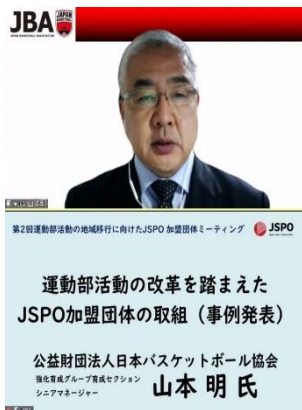 JBA
JAPAN BASKETBALL ASSOCIATION
第2回運動部活動の地域移行に向けたJSPO 加盟団体ミーティング
JSPO
運動部活動の改革を踏まえた
JSPO加盟団体の取組（事例発表）
公益財団法人日本バスケットボール協会
強化育成グループ育成セクション
シニアマネージャー
山本 明 氏